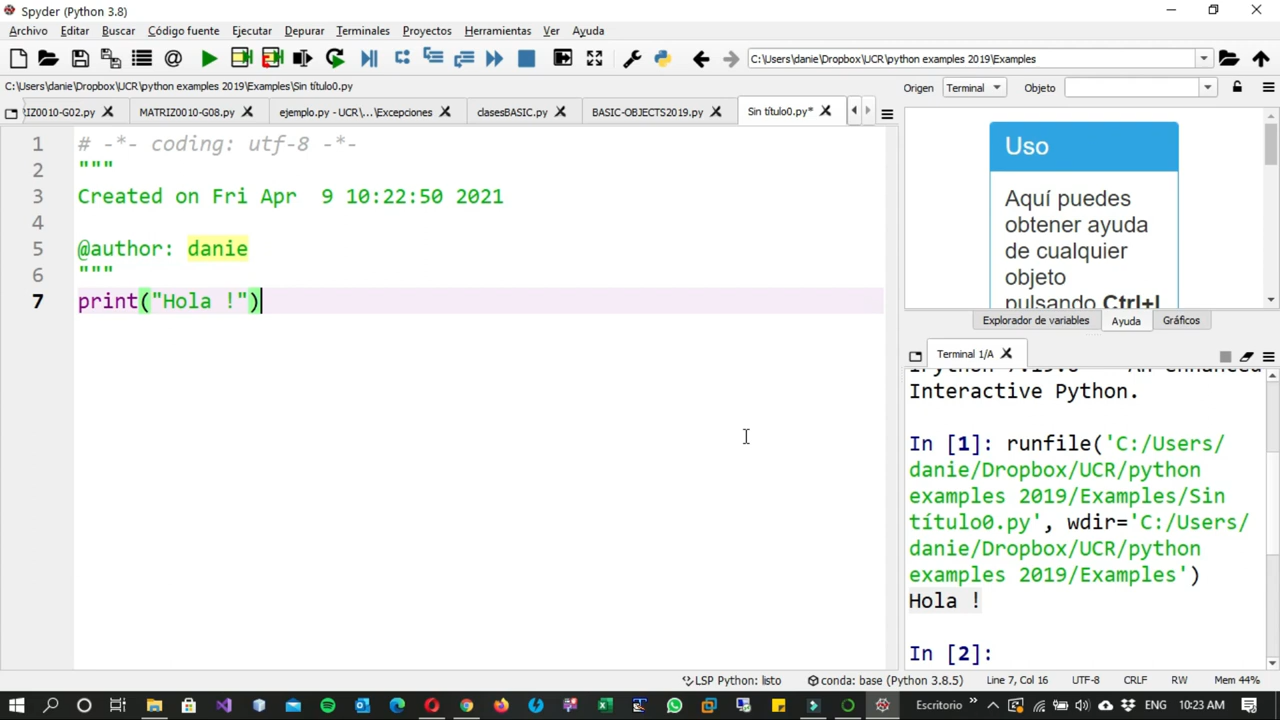 Spyder (Python 3.8)
Archivo Editar Buscar Código fuente Ejecutar Depurar Terminales Proyectos Herramientas Ver Ayuda
C:\Users\danie\Dropbox\UCR\python examples 2019\Examples
C:\Users\danie\Dropbox\UCR\python examples 2019\Examples\Sin título0.py
Origen Terminal Objeto
RIZ0010-G02.py MATRIZ0010-G08.py ejemplo.py - UCR\...\Excepciones clasesBASIC.py BASIC-OBJECTS2019.py Sin título0.py*
1 # -*- coding: utf-8 -*-
2 """
3 Created on Fri Apr  9 10:22:50 2021
4
5 @author: danie
6 """
7 print("Hola !")
Uso
Aquí puedes
obtener ayuda
de cualquier
objeto
pulsando Ctrl+I
Explorador de variables Ayuda Gráficos
Terminal 1/A
Interactive Python.
In [1]: runfile('C:/Users/
danie/Dropbox/UCR/python
examples 2019/Examples/Sin
título0.py', wdir='C:/Users/
danie/Dropbox/UCR/python
examples 2019/Examples')
Hola !
In [2]:
LSP Python: listo conda: base (Python 3.8.5) Line 7, Col 16 UTF-8 CRLF RW Mem 44%
Escritorio ENG 10:23 AM